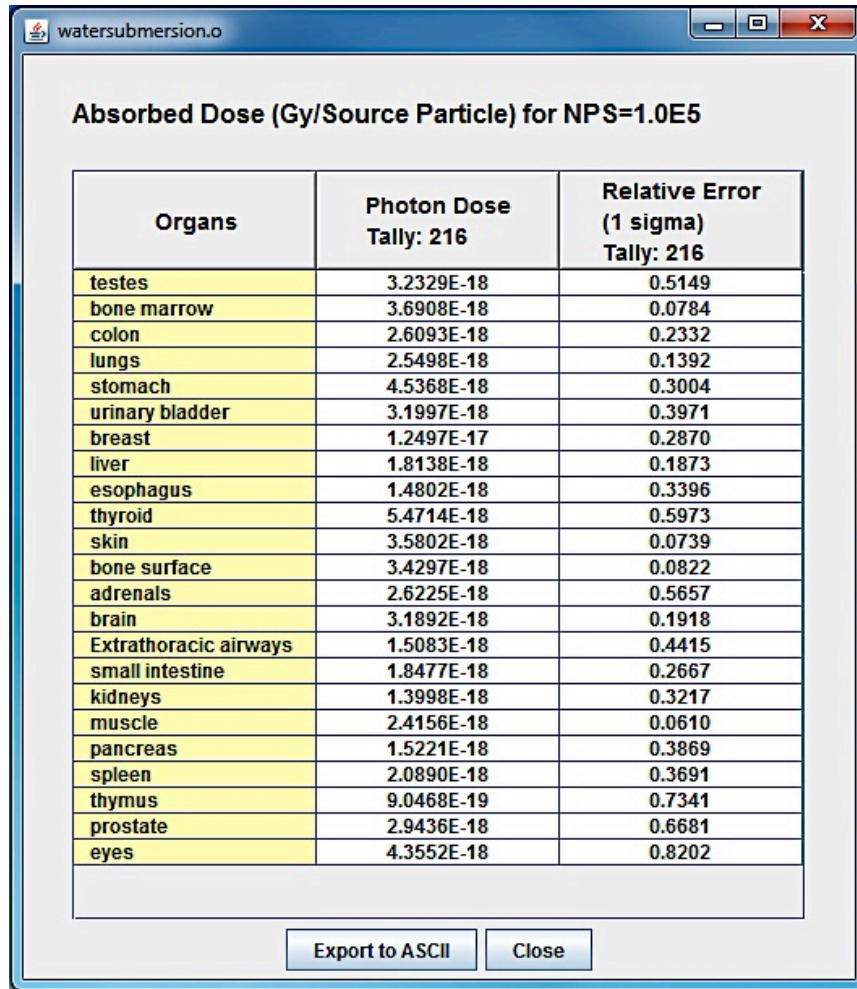 watersubmersion.o
Absorbed Dose (Gy/Source Particle) for NPS=1.0E5
Organs Photon Dose Tally: 216 Relative Error (1 sigma) Tally: 216
testes 3.2329E-18 0.5149
bone marrow 3.6908E-18 0.0784
colon 2.6093E-18 0.2332
lungs 2.5498E-18 0.1392
stomach 4.5368E-18 0.3004
urinary bladder 3.1997E-18 0.3971
breast 1.2497E-17 0.2870
liver 1.8138E-18 0.1873
esophagus 1.4802E-18 0.3396
thyroid 5.4714E-18 0.5973
skin 3.5802E-18 0.0739
bone surface 3.4297E-18 0.0822
adrenals 2.6225E-18 0.5657
brain 3.1892E-18 0.1918
Extrathoracic airways 1.5083E-18 0.4415
small intestine 1.8477E-18 0.2667
kidneys 1.3998E-18 0.3217
muscle 2.4156E-18 0.0610
pancreas 1.5221E-18 0.3869
spleen 2.0890E-18 0.3691
thymus 9.0468E-19 0.7341
prostate 2.9436E-18 0.6681
eyes 4.3552E-18 0.8202
Export to ASCII Close